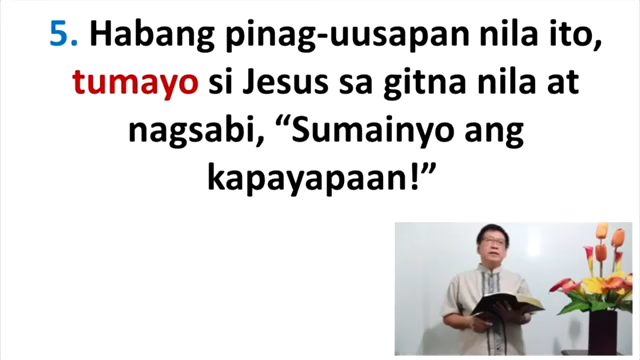 5. Habang pinag-uusapan nila ito,
tumayo si Jesus sa gitna nila at
nagsabi, “Sumainyo ang
kapayapaan!”